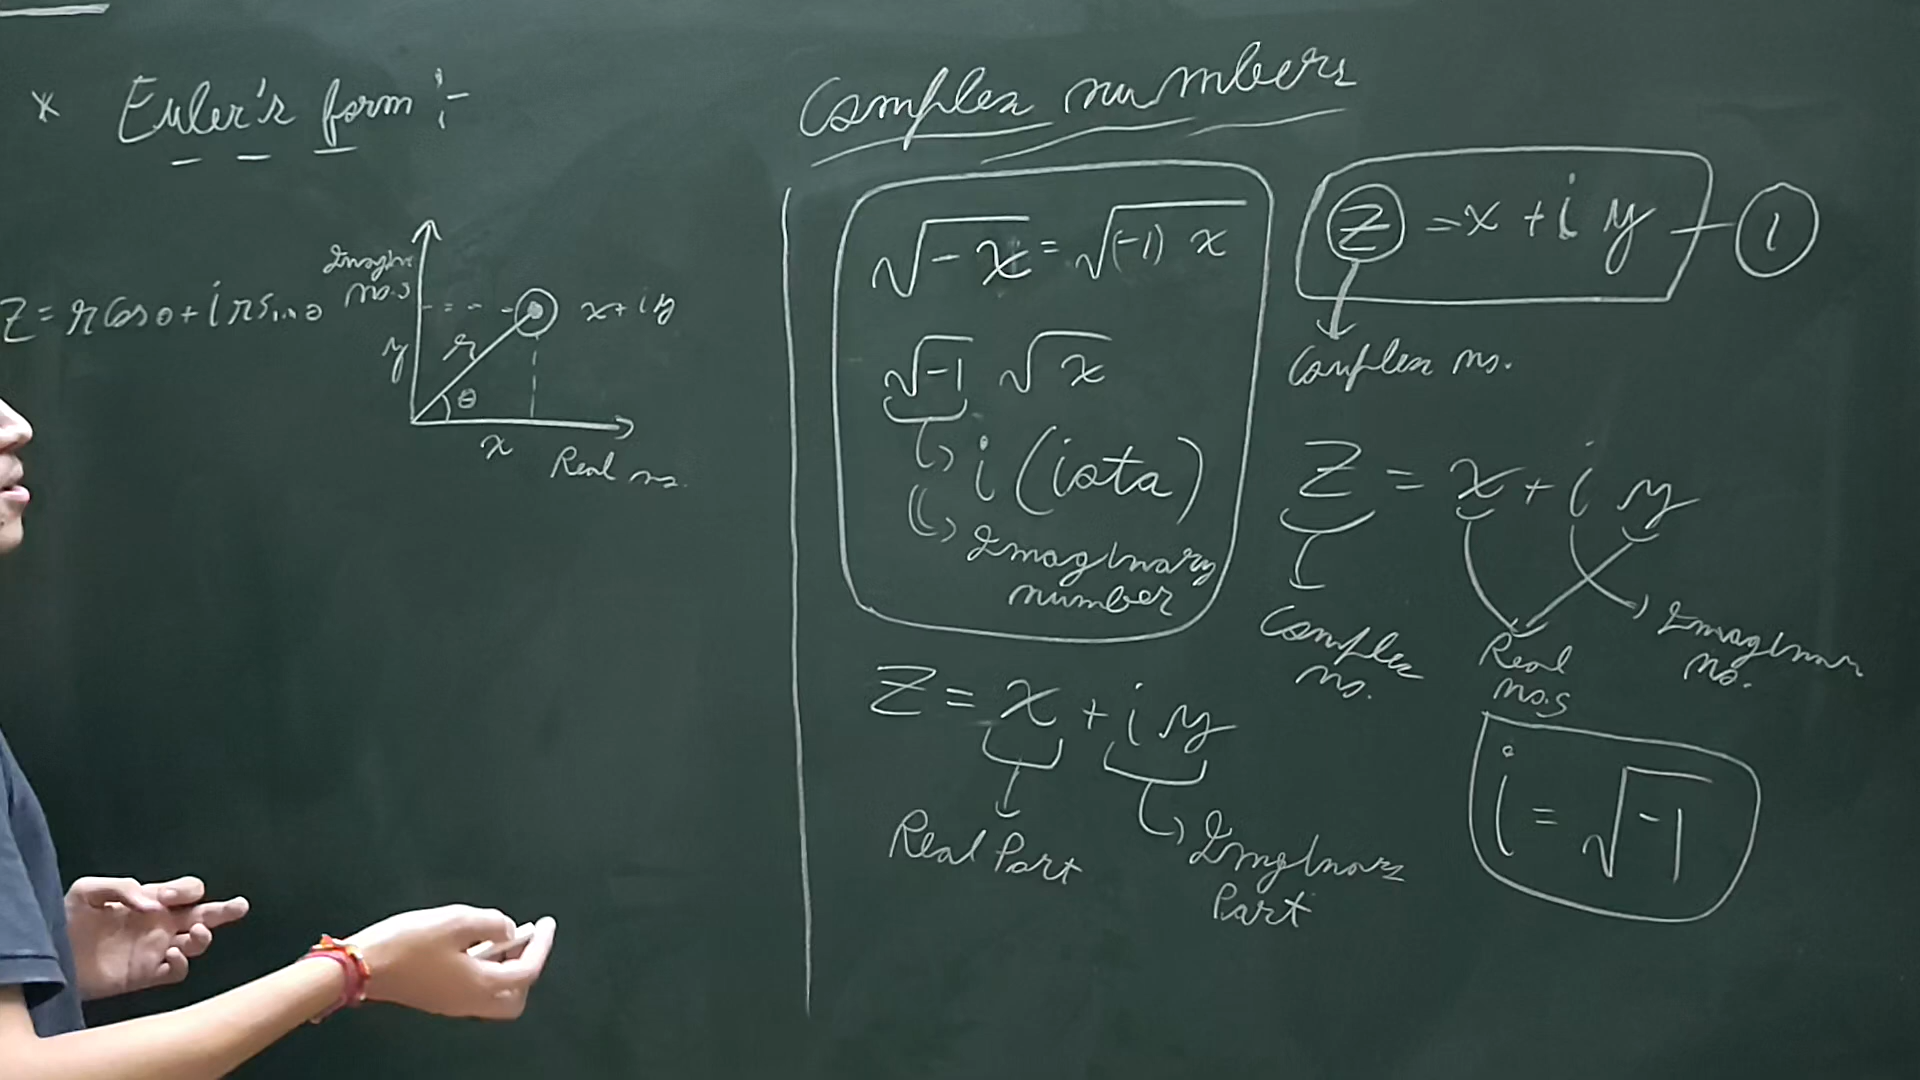 * Euler's form :-
Imagin
no.s
Z = r Cos θ + i r Sin θ
x + iy
y
r
θ
x
Real no.
Complex numbers
√-x = √(-1) x
√-1 √x
i (iota)
Imaginary
number
Z = x + i y
Real Part
Imaginary
Part
Z = x + i y - 1
Complex no.
Z = x + i y
Complex
no.
Real
no.s
Imaginary
no.
i = √-1